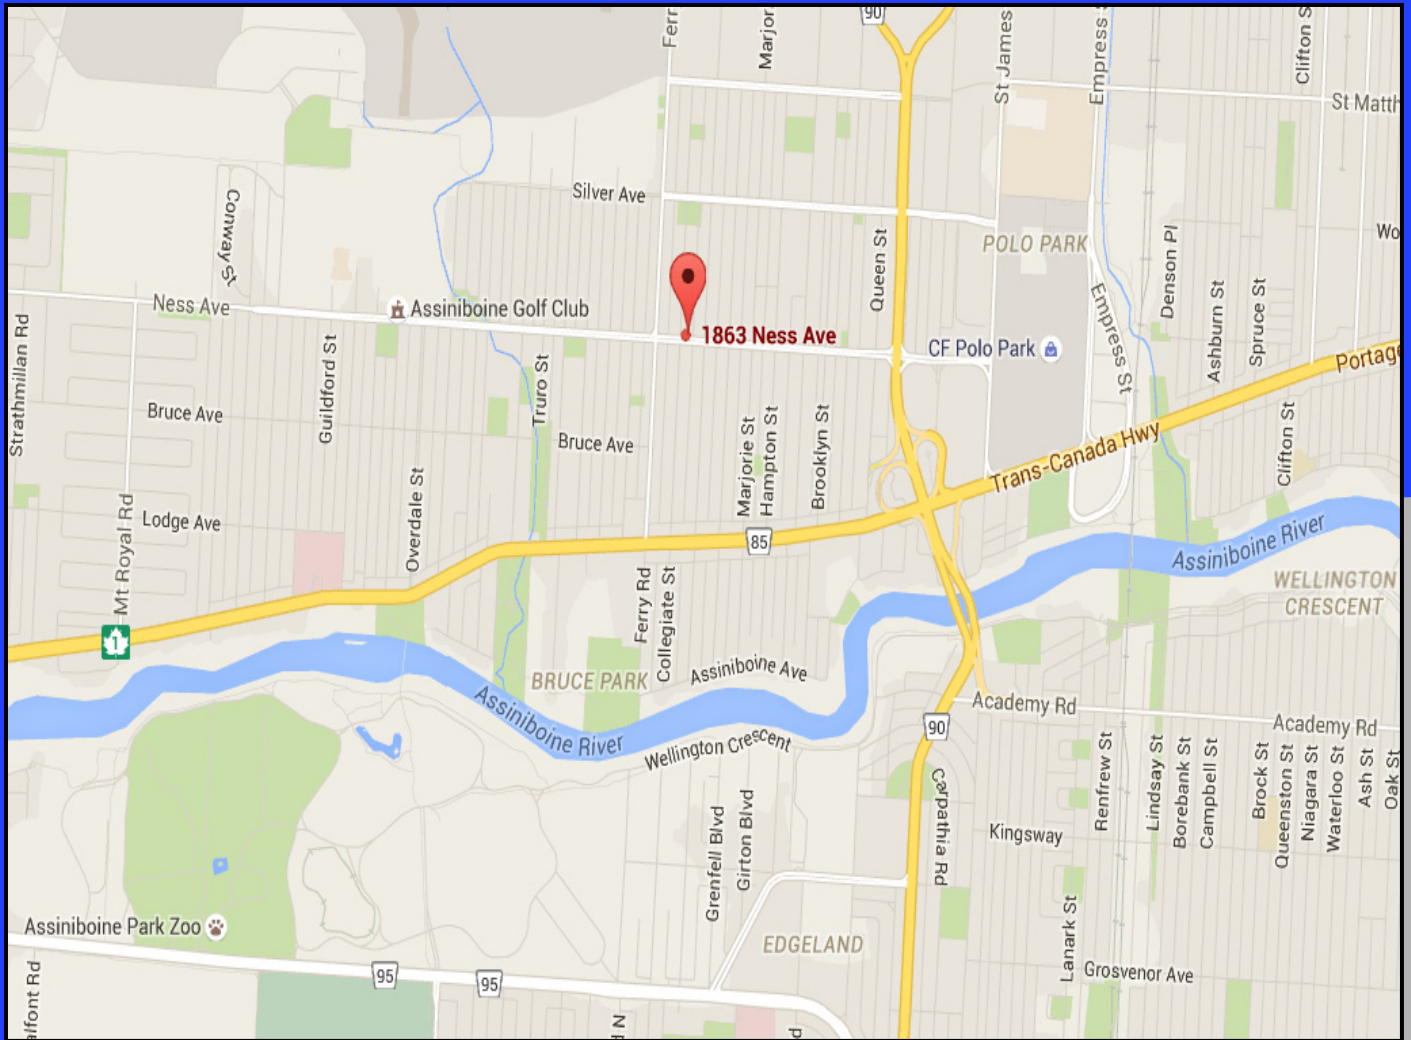 90
Ferr
Marjor
St James
Empress S
Clifton S
St Matth
Silver Ave
Conway St
Queen St
POLO PARK
Denson Pl
Wo
Ness Ave
Assiniboine Golf Club
1863 Ness Ave
CF Polo Park
Empress St
Ashburn St
Spruce St
Portage
Strathmillan Rd
Guildford St
Truro St
Bruce Ave
Bruce Ave
Marjorie St
Hampton St
Brooklyn St
Trans-Canada Hwy
Clifton St
Overdale St
Mt Royal Rd
Lodge Ave
85
Assiniboine River
WELLINGTON
CRESCENT
1
Ferry Rd
Collegiate St
BRUCE PARK
Assiniboine Ave
Assiniboine River
Wellington Crescent
90
Academy Rd
Academy Rd
Carpathia Rd
Renfrew St
Lindsay St
Borebank St
Campbell St
Brock St
Queenston St
Niagara St
Waterloo St
Ash St
Oak St
Grenfell Blvd
Girton Blvd
Kingsway
Assiniboine Park Zoo
EDGELAND
Lanark St
Grosvenor Ave
95
95
alfont Rd
d N
d